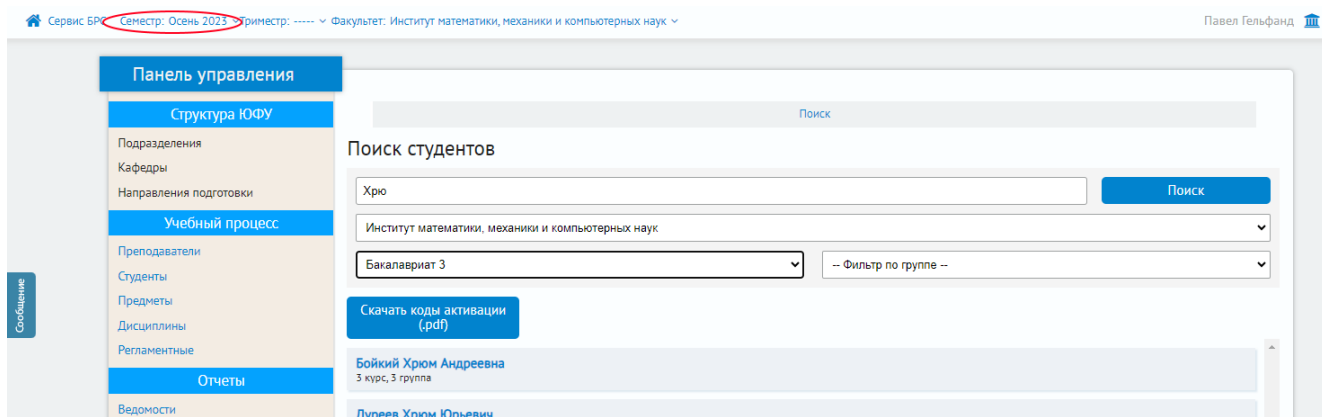 Сервис БРС Семестр: Осень 2023 Триместр: ----- Факультет: Институт математики, механики и компьютерных наук Павел Гельфанд
Панель управления
Структура ЮФУ
Поиск
Подразделения
Кафедры
Направления подготовки
Поиск студентов
Хрю
Поиск
Учебный процесс
Институт математики, механики и компьютерных наук
Преподаватели
Студенты
Предметы
Дисциплины
Регламентные
Бакалавриат 3
-- Фильтр по группе --
Сообщение
Скачать коды активации
(.pdf)
Бойкий Хрюм Андреевна
3 курс, 3 группа
Отчеты
Ведомости
Дуреев Хрюм Юрьевич